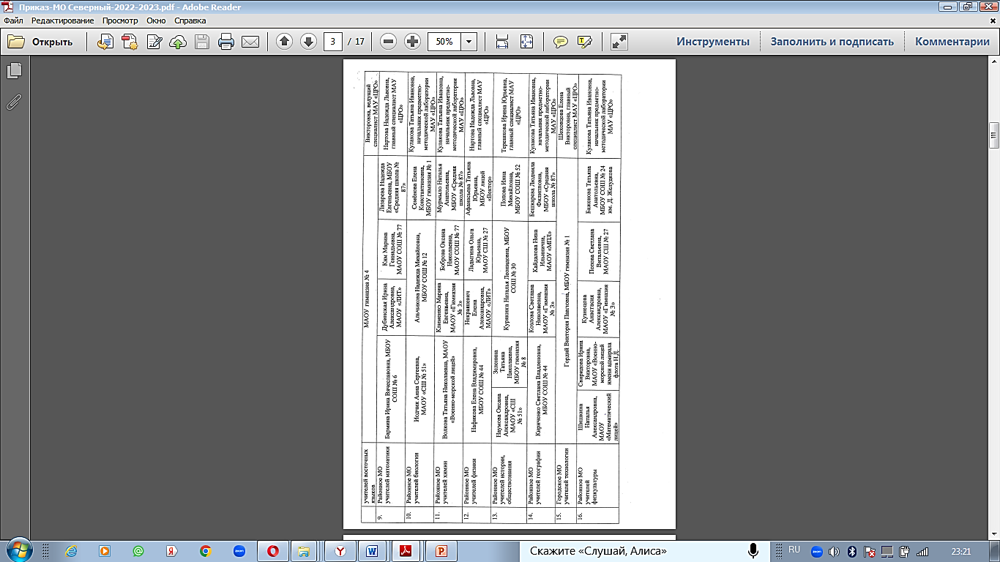 Приказ-МО Северный-2022-2023.pdf - Adobe Reader
Файл Редактирование Просмотр Окно Справка
Открыть 3 / 17 50% Инструменты Заполнить и подписать Комментарии
учителей восточных
языков
МАОУ гимназия № 4
Викторовна, ведущий
специалист МАУ «ЦРО»
9.
Районное МО
учителей математики
Бармина Ирина Вячеславовна, МБОУ
СОШ № 6
Дубинская Ирина
Александровна,
МАОУ «ЛИТ»
Ким Марина
Геннадьевна,
МАОУ СОШ № 77
Лазарева Надежда
Евгеньевна, МБОУ
«Средняя школа №
87»
Нартова Надежда Львовна,
главный специалист МАУ
«ЦРО»
10.
Районное МО
учителей биологии
Иодчик Анна Сергеевна,
МАОУ «СШ № 51»
Альчикова Надежда Михайловна,
МБОУ СОШ № 12
Семёнова Елена
Константиновна,
МБОУ гимназия № 1
Кулакова Татьяна Ивановна,
начальник предметно-
методической лаборатории
МАУ «ЦРО»
11.
Районное МО
учителей химии
Волкова Татьяна Николаевна, МАОУ
«Военно-морской лицей»
Клименко Марина
Евгеньевна,
МАОУ «Гимназия
№ 3»
Боброва Оксана
Николаевна,
МАОУ СОШ № 77
Мурмыло Наталья
Анатольевна,
МБОУ «Средняя
школа № 87»
Кулакова Татьяна Ивановна,
начальник предметно-
методической лаборатории
МАУ «ЦРО»
12.
Районное МО
учителей физики
Нафикова Елена Владимировна,
МБОУ СОШ № 44
Некрашевич
Елена
Александровна,
МАОУ «ЛИТ»
Ладыгина Ольга
Юрьевна,
МАОУ СШ № 27
Афанасьева Татьяна
Юрьевна,
МБОУ лицей
«Вектор»
Нартова Надежда Львовна,
главный специалист МАУ
«ЦРО»
13.
Районное МО
учителей истории,
обществознания
Наумова Оксана
Александровна,
МАОУ «СШ
№ 51»
Зеленина
Татьяна
Николаевна,
МБОУ гимназия
№ 8
Курякина Наталья Леонидовна, МБОУ
СОШ № 30
Попова Инна
Михайловна,
МБОУ СОШ № 52
Терешкова Ирина Юрьевна,
главный специалист МАУ
«ЦРО»
14.
Районное МО
учителей географии
Кириченко Светлана Владленовна,
МБОУ СОШ № 44
Козлова Светлана
Николаевна,
МАОУ «Гимназия
№ 3»
Кайдалова Нина
Ильинична,
МАОУ «МПЛ»
Бешкарева Людмила
Филипповна,
МБОУ «Средняя
школа № 87»
Кулакова Татьяна Ивановна,
начальник предметно-
методической лаборатории
МАУ «ЦРО»
15.
Городское МО
учителей технологии
Гордий Виктория Павловна, МБОУ гимназия № 1
Елена
Викторовна, главный
специалист МАУ «ЦРО»
16.
Районное МО
учителей
физкультуры
Шишкина
Наталья
Александровна,
МАОУ
«Математический
лицей»
Свиридова Ирина
Викторовна,
МАОУ «Военно-
морской лицей
имени адмирала
флота Н.Д.
Кузнецова
Анастасия
Александровна,
МАОУ «Гимназия
№ 3»
Попова Светлана
Витальевна,
МАОУ СШ № 27
Баженова Татьяна
Анатольевна,
МБОУ СОШ № 24
им. Д. Желудкова
Кулакова Татьяна Ивановна,
начальник предметно-
методической лаборатории
МАУ «ЦРО»
Скажите «Слушай, Алиса»
RU
23:21